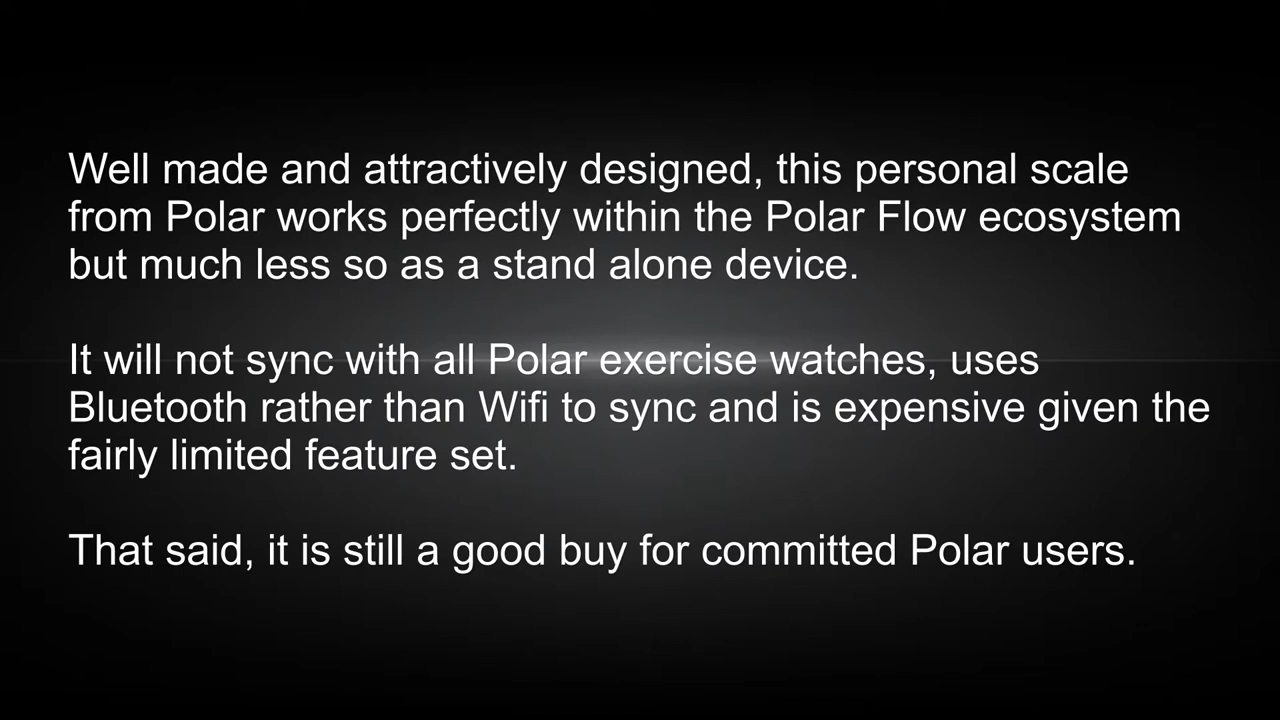 Well made and attractively designed, this personal scale
from Polar works perfectly within the Polar Flow ecosystem
but much less so as a stand alone device.
It will not sync with all Polar exercise watches, uses
Bluetooth rather than Wifi to sync and is expensive given the
fairly limited feature set.
That said, it is still a good buy for committed Polar users.